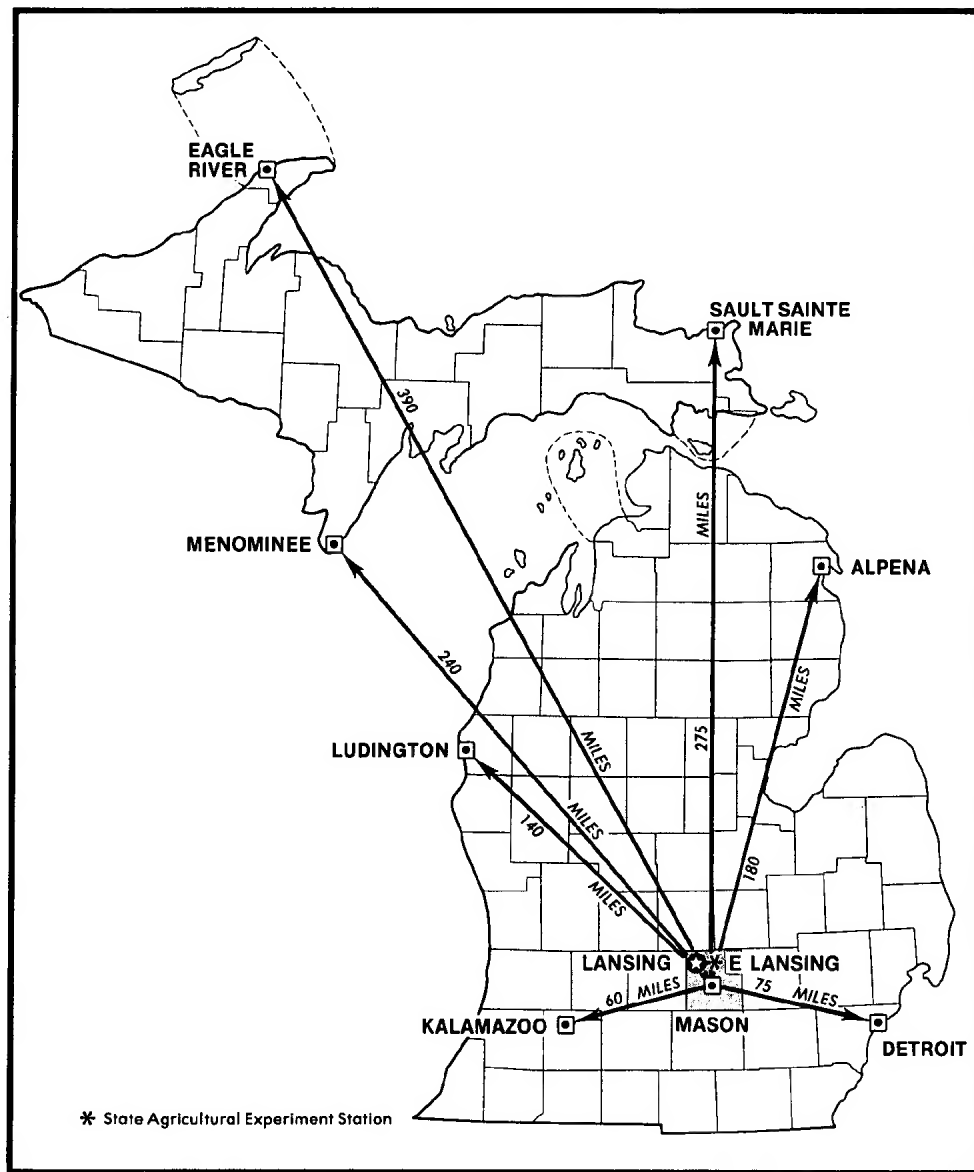 EAGLE
RIVER
SAULT SAINTE
MARIE
390
MILES
MENOMINEE
ALPENA
240
MILES
275
MILES
LUDINGTON
MILES
140
MILES
180
MILES
LANSING
E LANSING
60 MILES
75 MILES
KALAMAZOO
MASON
DETROIT
* State Agricultural Experiment Station